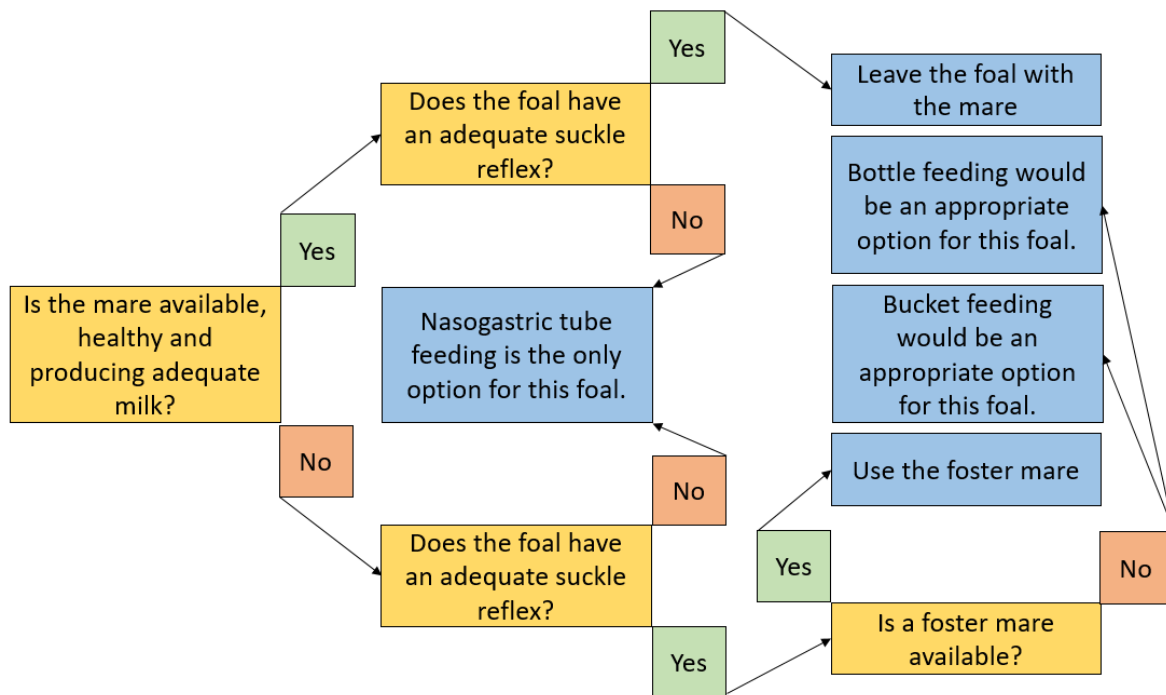 Is the mare available,
healthy and
producing adequate
milk?
Yes
No
Does the foal have
an adequate suckle
reflex?
Yes
No
Nasogastric tube
feeding is the only
option for this foal.
No
Does the foal have
an adequate suckle
reflex?
Yes
Leave the foal with
the mare
Bottle feeding would
be an appropriate
option for this foal.
Bucket feeding
would be an
appropriate option
for this foal.
Use the foster mare
Yes
No
Is a foster mare
available?